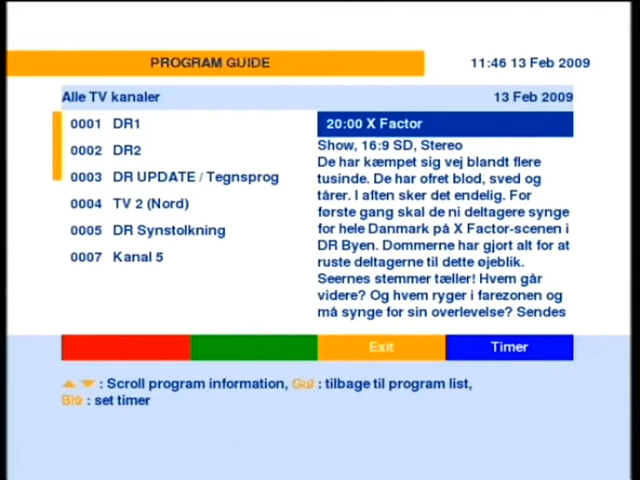 PROGRAM GUIDE
11:46 13 Feb 2009
Alle TV kanaler
13 Feb 2009
0001 DR1
0002 DR2
0003 DR UPDATE / Tegnsprog
0004 TV 2 (Nord)
0005 DR Synstolkning
0007 Kanal 5
20:00 X Factor
Show, 16:9 SD, Stereo
De har kæmpet sig vej blandt flere
tusinde. De har ofret blod, sved og
tårer. I aften sker det endelig. For
første gang skal de ni deltagere synge
for hele Danmark på X Factor-scenen i
DR Byen. Dommerne har gjort alt for at
ruste deltagerne til dette øjeblik.
Seernes stemmer tæller! Hvem går
videre? Og hvem ryger i farezonen og
må synge for sin overlevelse? Sendes
Exit
Timer
: Scroll program information, Gul : tilbage til program list,
Blå : set timer